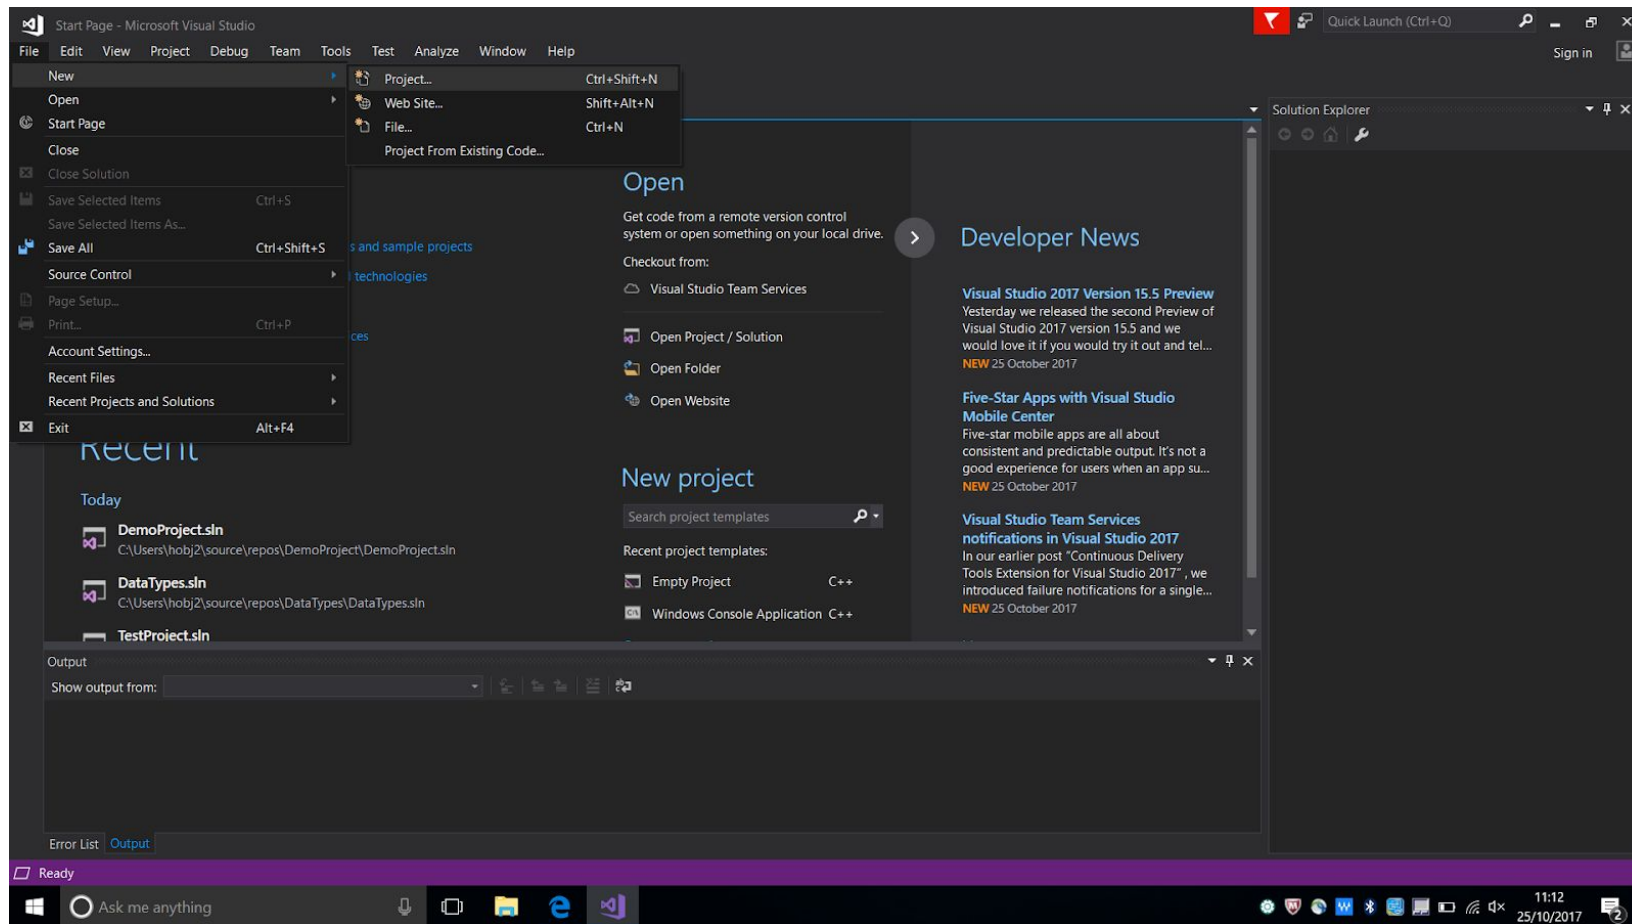 Start Page - Microsoft Visual Studio
Quick Launch (Ctrl+Q)
File Edit View Project Debug Team Tools Test Analyze Window Help
Sign in
New
Open
Start Page
Close
Close Solution
Save Selected Items Ctrl+S
Save Selected Items As...
Save All Ctrl+Shift+S
Source Control
Page Setup...
Print... Ctrl+P
Account Settings...
Recent Files
Recent Projects and Solutions
Exit Alt+F4
Project... Ctrl+Shift+N
Web Site... Shift+Alt+N
File... Ctrl+N
Project From Existing Code...
and sample projects
technologies
Recent
Today
DemoProject.sln
C:\Users\hobj2\source\repos\DemoProject\DemoProject.sln
DataTypes.sln
C:\Users\hobj2\source\repos\DataTypes\DataTypes.sln
TestProject.sln
Open
Get code from a remote version control
system or open something on your local drive.
Checkout from:
Visual Studio Team Services
Open Project / Solution
Open Folder
Open Website
New project
Search project templates
Recent project templates:
Empty Project C++
Windows Console Application C++
Developer News
Visual Studio 2017 Version 15.5 Preview
Yesterday we released the second Preview of
Visual Studio 2017 version 15.5 and we
would love it if you would try it out and tel...
NEW 25 October 2017
Five-Star Apps with Visual Studio
Mobile Center
Five-star mobile apps are all about
consistent and predictable output. It's not a
good experience for users when an app su...
NEW 25 October 2017
Visual Studio Team Services
notifications in Visual Studio 2017
In our earlier post "Continuous Delivery
Tools Extension for Visual Studio 2017" , we
introduced failure notifications for a single...
NEW 25 October 2017
Solution Explorer
Output
Show output from:
Error List Output
Ready
Ask me anything
11:12
25/10/2017
2